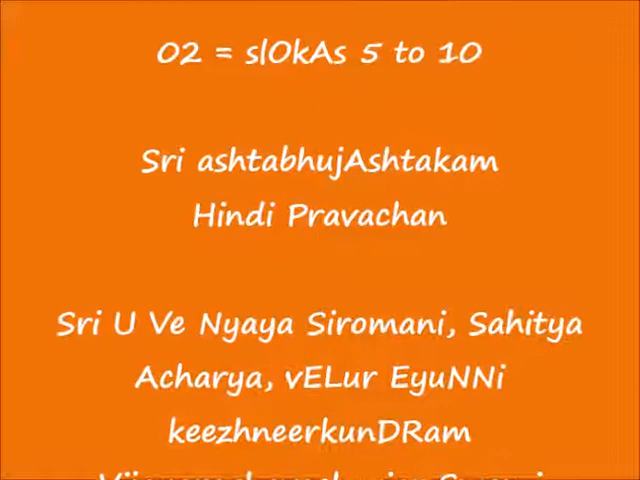 02 = slOkAs 5 to 10
Sri ashtabhujAshtakam
Hindi Pravachan
Sri U Ve Nyaya Siromani, Sahitya
Acharya, vELur EyuNNi
keezhneerkunDRam